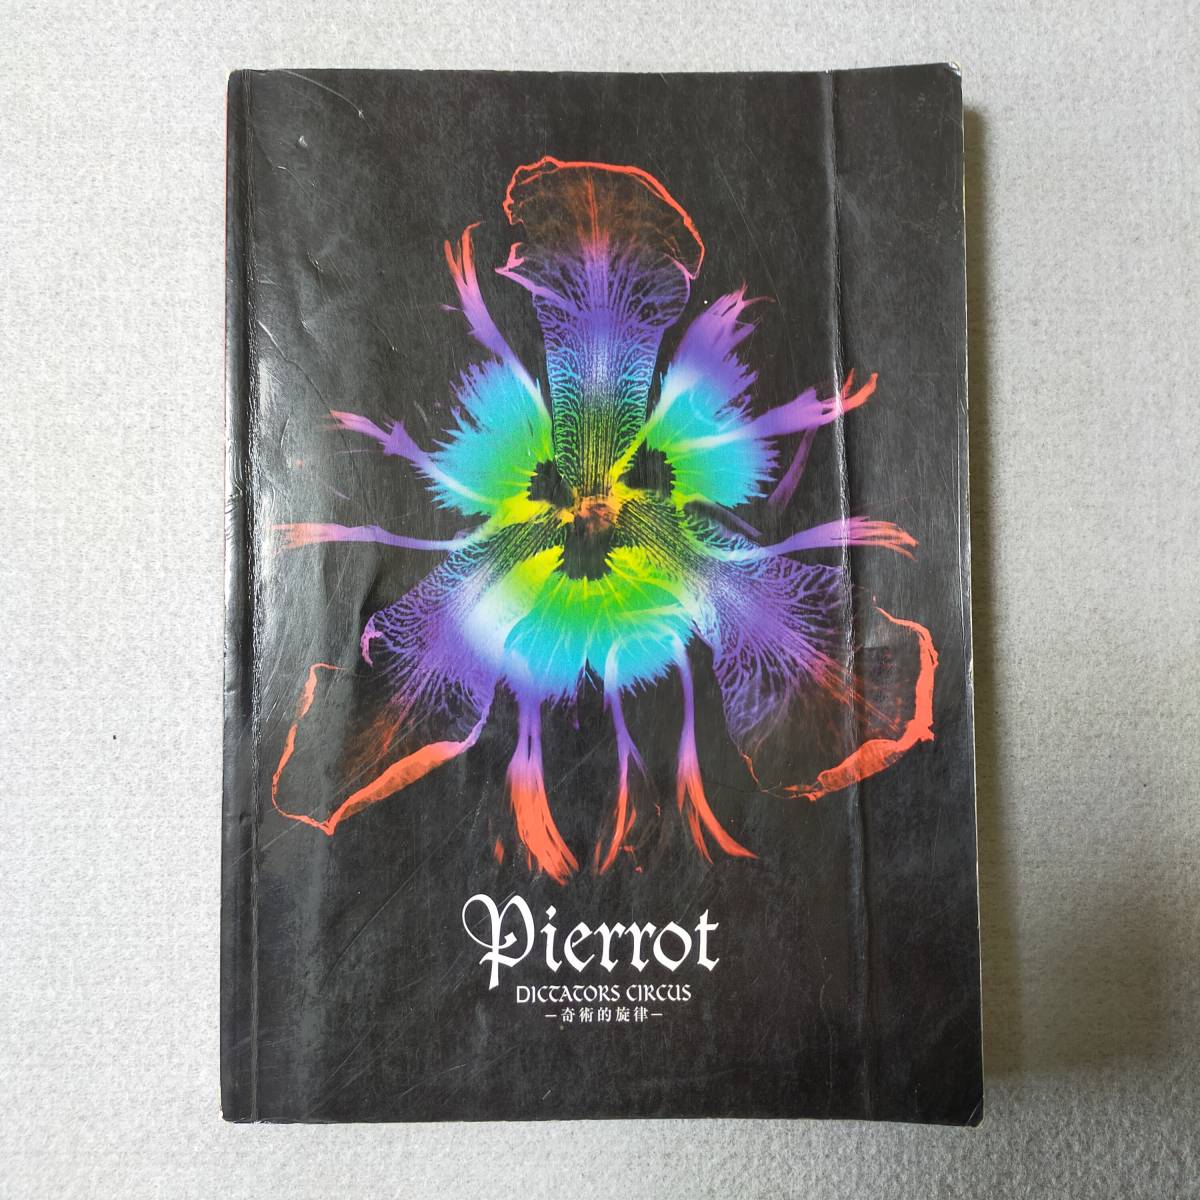 Pierrot
DICTATORS CIRCUS
－奇術的旋律－